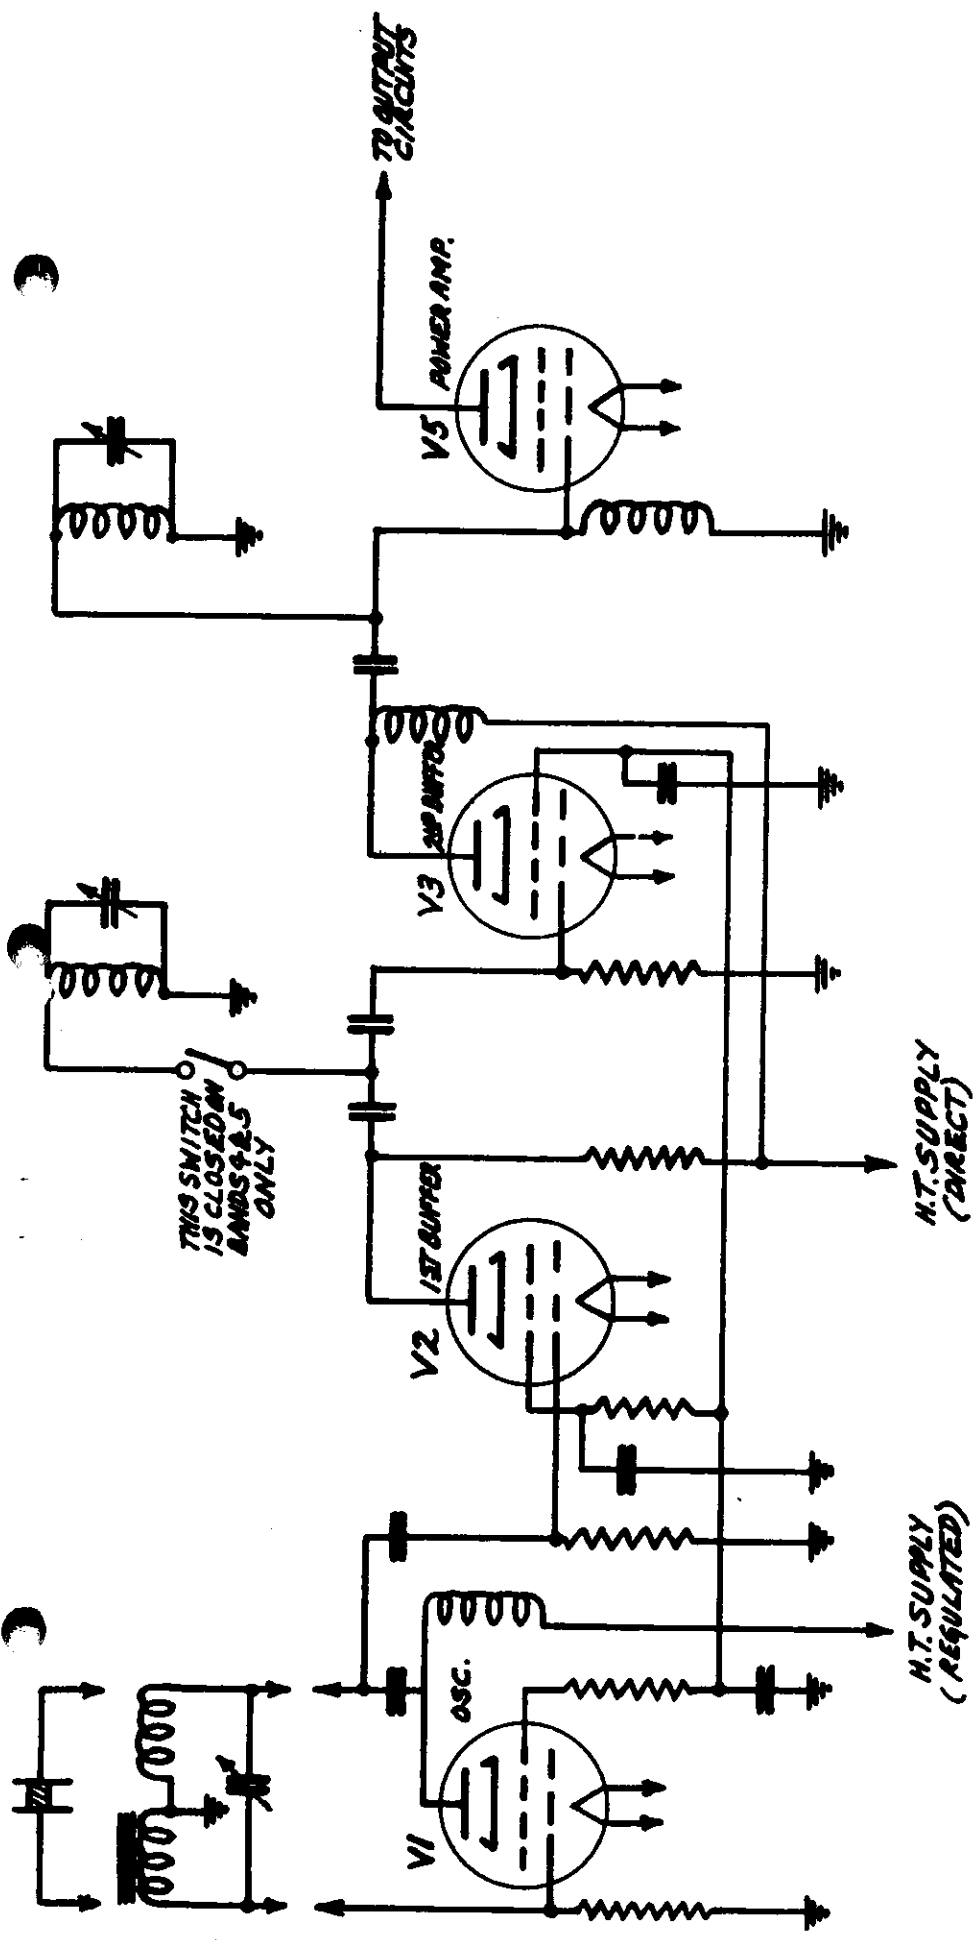 V1
OSC.
V2
1ST BUFFER
V3
2ND BUFFER
V5
POWER AMP.
TO OUTPUT
CIRCUITS
THIS SWITCH
IS CLOSED ON
BANDS 4 & 5
ONLY
H.T. SUPPLY
(REGULATED)
H.T. SUPPLY
(DIRECT)